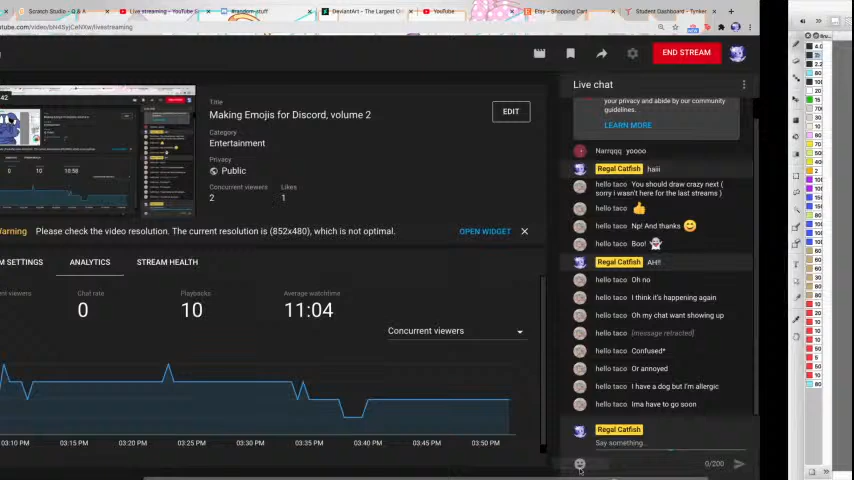 Scratch Studio - Q & A
Live streaming - YouTube S
#random-stuff
DeviantArt - The Largest O
YouTube
Etsy - Shopping Cart
Student Dashboard - Tynker
END STREAM
Title
Making Emojis for Discord, volume 2
EDIT
Category
Entertainment
Privacy
Public
Concurrent viewers
Likes
2
1
Warning
Please check the video resolution. The current resolution is (852x480), which is not optimal.
OPEN WIDGET
M SETTINGS
ANALYTICS
STREAM HEALTH
Chat rate
Playbacks
Average watchtime
0
10
11:04
Concurrent viewers
03:10 PM
03:15 PM
03:20 PM
03:25 PM
03:30 PM
03:35 PM
03:40 PM
03:45 PM
03:50 PM
Live chat
your privacy and abide by our community
guidelines.
LEARN MORE
Narrqqq yoooo
Regal Catfish haiii
hello taco You should draw crazy next (
sorry i wasn't here for the last streams )
hello taco 👍
hello taco Np! And thanks 😊
hello taco Boo! 👻
Regal Catfish AH!!
hello taco Oh no
hello taco I think it's happening again
hello taco Oh my chat want showing up
hello taco [message retracted]
hello taco Confused*
hello taco Or annoyed
hello taco I have a dog but I'm allergic
hello taco Ima have to go soon
Regal Catfish
Say something...
0/200